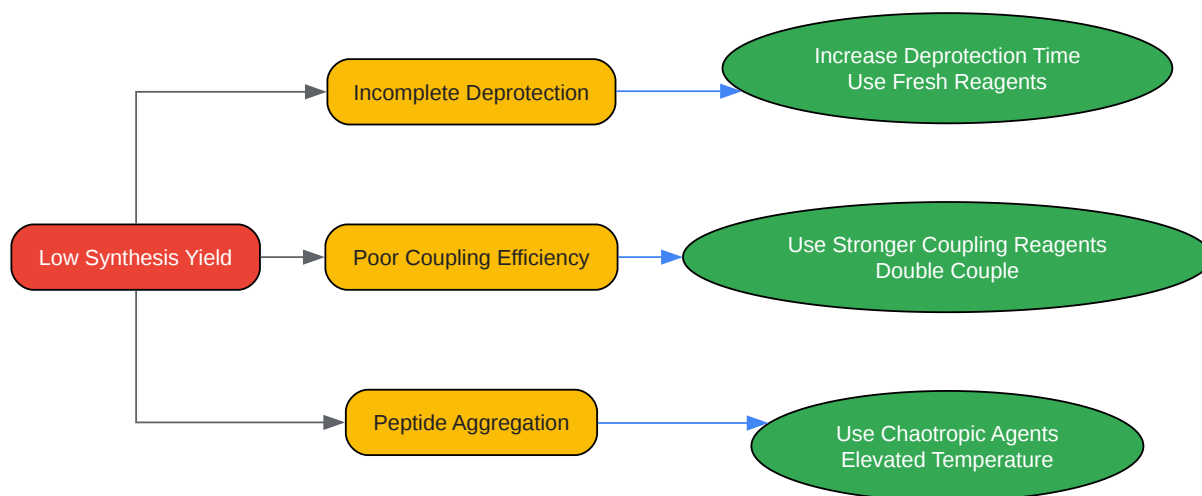 Increase Deprotection Time
Use Fresh Reagents
Incomplete Deprotection
Low Synthesis Yield
Poor Coupling Efficiency
Use Stronger Coupling Reagents
Double Couple
Peptide Aggregation
Use Chaotropic Agents
Elevated Temperature